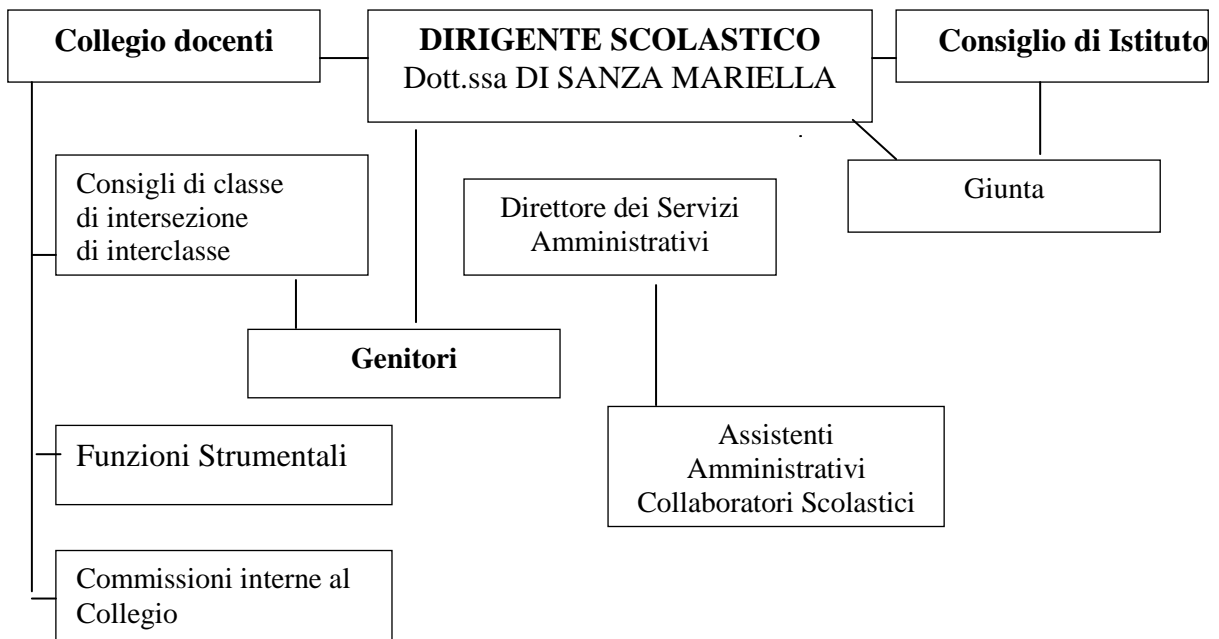 Collegio docenti
DIRIGENTE SCOLASTICO
Dott.ssa DI SANZA MARIELLA
Consiglio di Istituto
Consigli di classe
di intersezione
di interclasse
Direttore dei Servizi
Amministrativi
Giunta
Genitori
Funzioni Strumentali
Assistenti
Amministrativi
Collaboratori Scolastici
Commissioni interne al
Collegio